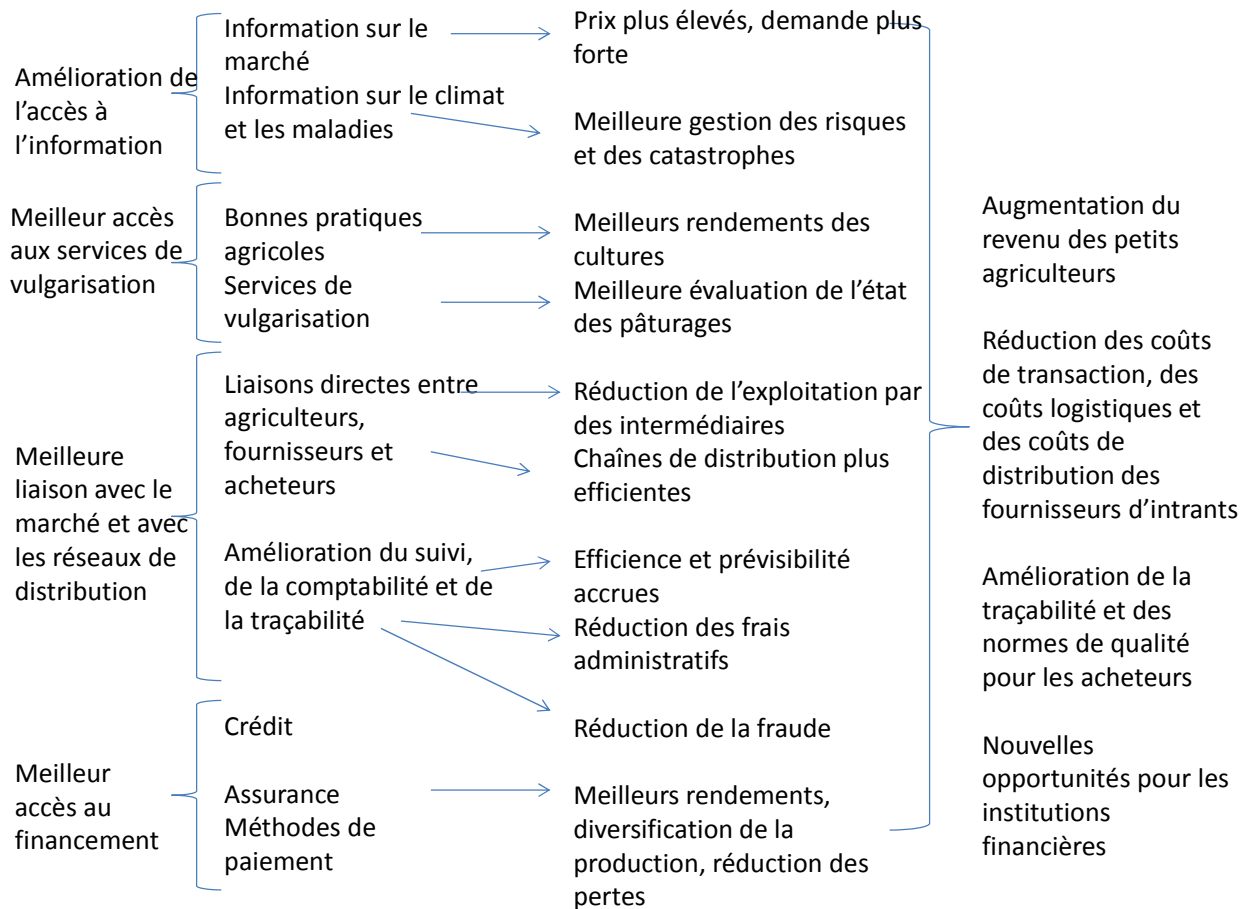 Amélioration de
l’accès à
l’information
Meilleur accès
aux services de
vulgarisation
Meilleure
liaison avec le
marché et avec
les réseaux de
distribution
Meilleur
accès au
financement
Information sur le
marché
Information sur le climat
et les maladies
Bonnes pratiques
agricoles
Services de
vulgarisation
Liaisons directes entre
agriculteurs,
fournisseurs et
acheteurs
Amélioration du suivi,
de la comptabilité et de
la traçabilité
Crédit
Assurance
Méthodes de
paiement
Prix plus élevés, demande plus
forte
Meilleure gestion des risques
et des catastrophes
Meilleurs rendements des
cultures
Meilleure évaluation de l’état
des pâturages
Réduction de l’exploitation par
des intermédiaires
Chaînes de distribution plus
efficientes
Efficience et prévisibilité
accrues
Réduction des frais
administratifs
Réduction de la fraude
Meilleurs rendements,
diversification de la
production, réduction des
pertes
Augmentation du
revenu des petits
agriculteurs
Réduction des coûts
de transaction, des
coûts logistiques et
des coûts de
distribution des
fournisseurs d’intrants
Amélioration de la
traçabilité et des
normes de qualité
pour les acheteurs
Nouvelles
opportunités pour les
institutions
financières